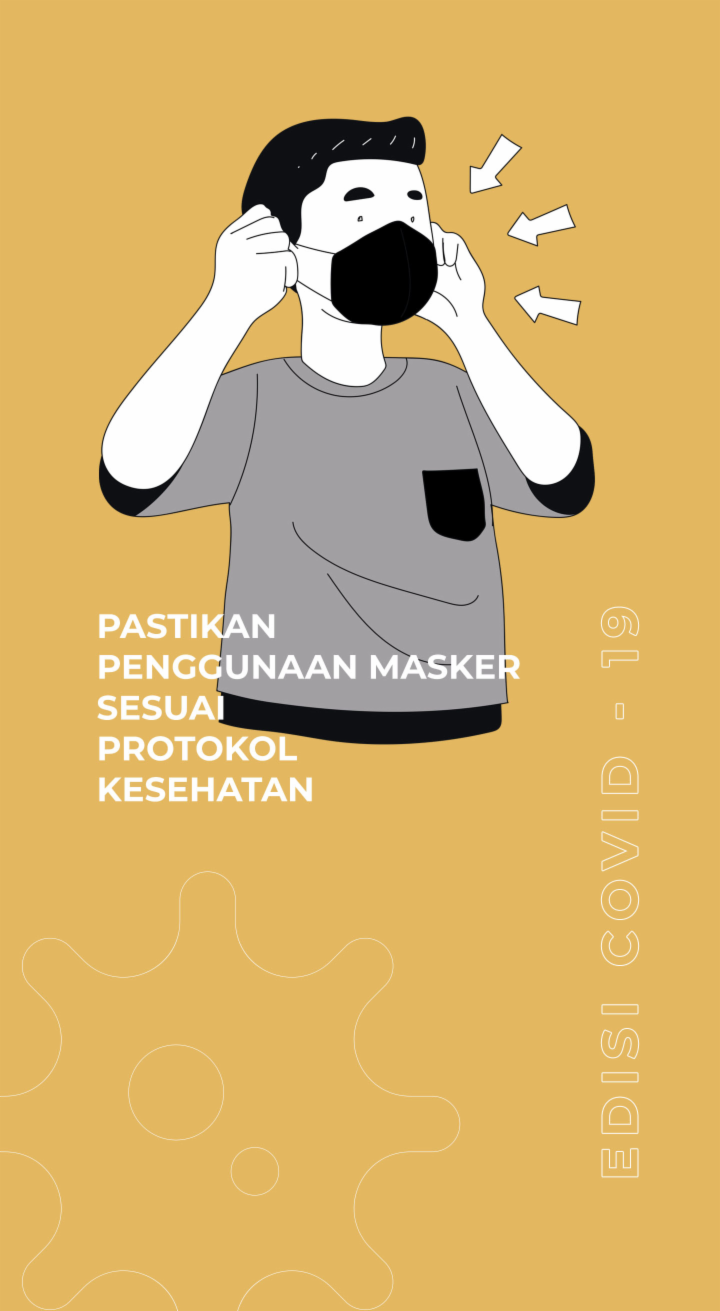 PASTIKAN
PENGGUNAAN MASKER
SESUAI
PROTOKOL
KESEHATAN
EDISI COVID - 19